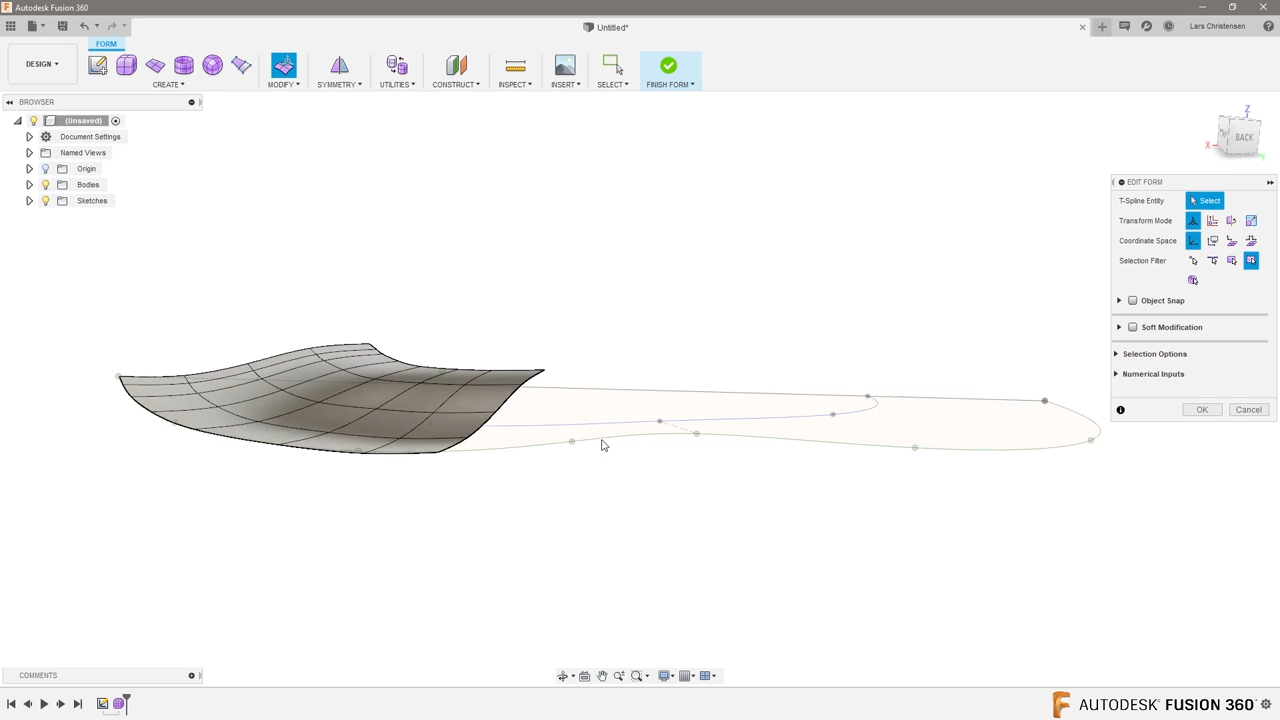 Autodesk Fusion 360
Untitled*
Lars Christensen
FORM
DESIGN
CREATE
MODIFY
SYMMETRY
UTILITIES
CONSTRUCT
INSPECT
INSERT
SELECT
FINISH FORM
BROWSER
(Unsaved)
Document Settings
Named Views
Origin
Bodies
Sketches
Z
BACK
X
Y
EDIT FORM
T-Spline Entity
Select
Transform Mode
Coordinate Space
Selection Filter
Object Snap
Soft Modification
Selection Options
Numerical Inputs
OK
Cancel
COMMENTS
AUTODESK® FUSION 360™